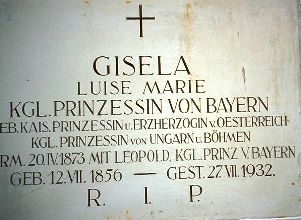 GISELA
LUISE MARIE
KGL. PRINZESSIN VON BAYERN
EB. KAIS. PRINZESSIN U. ERZHERZOGIN V. OESTERREICH
KGL. PRINZESSIN VON UNGARN U. BÖHMEN
RM. 20. IV. 1873 MIT LEOPOLD, KGL. PRINZ V. BAYERN
GEB. 12. VII. 1856 — GEST. 27. VII. 1932.
R. I. P.